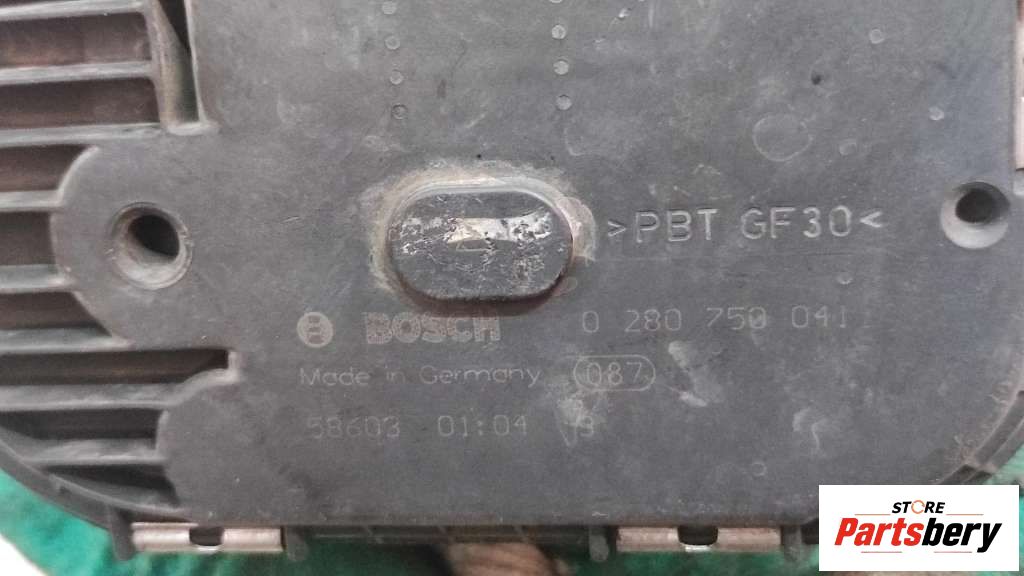 >PBT GF30<
BOSCH 0 280 750 041
Made in Germany 087
58603 01:04
STORE
Partsbery